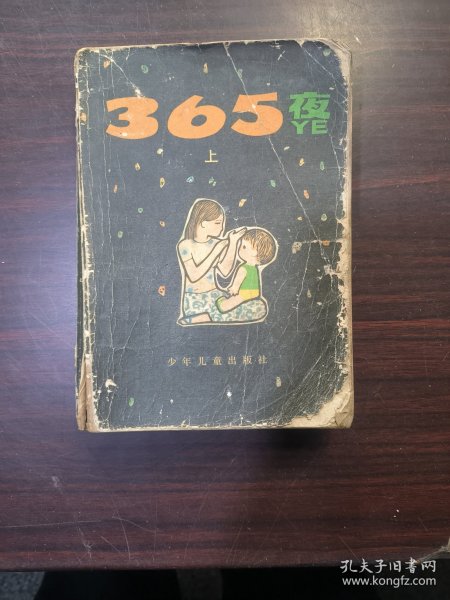 365夜
YE
上
少年儿童出版社
孔夫子旧书网
www.kongfz.com